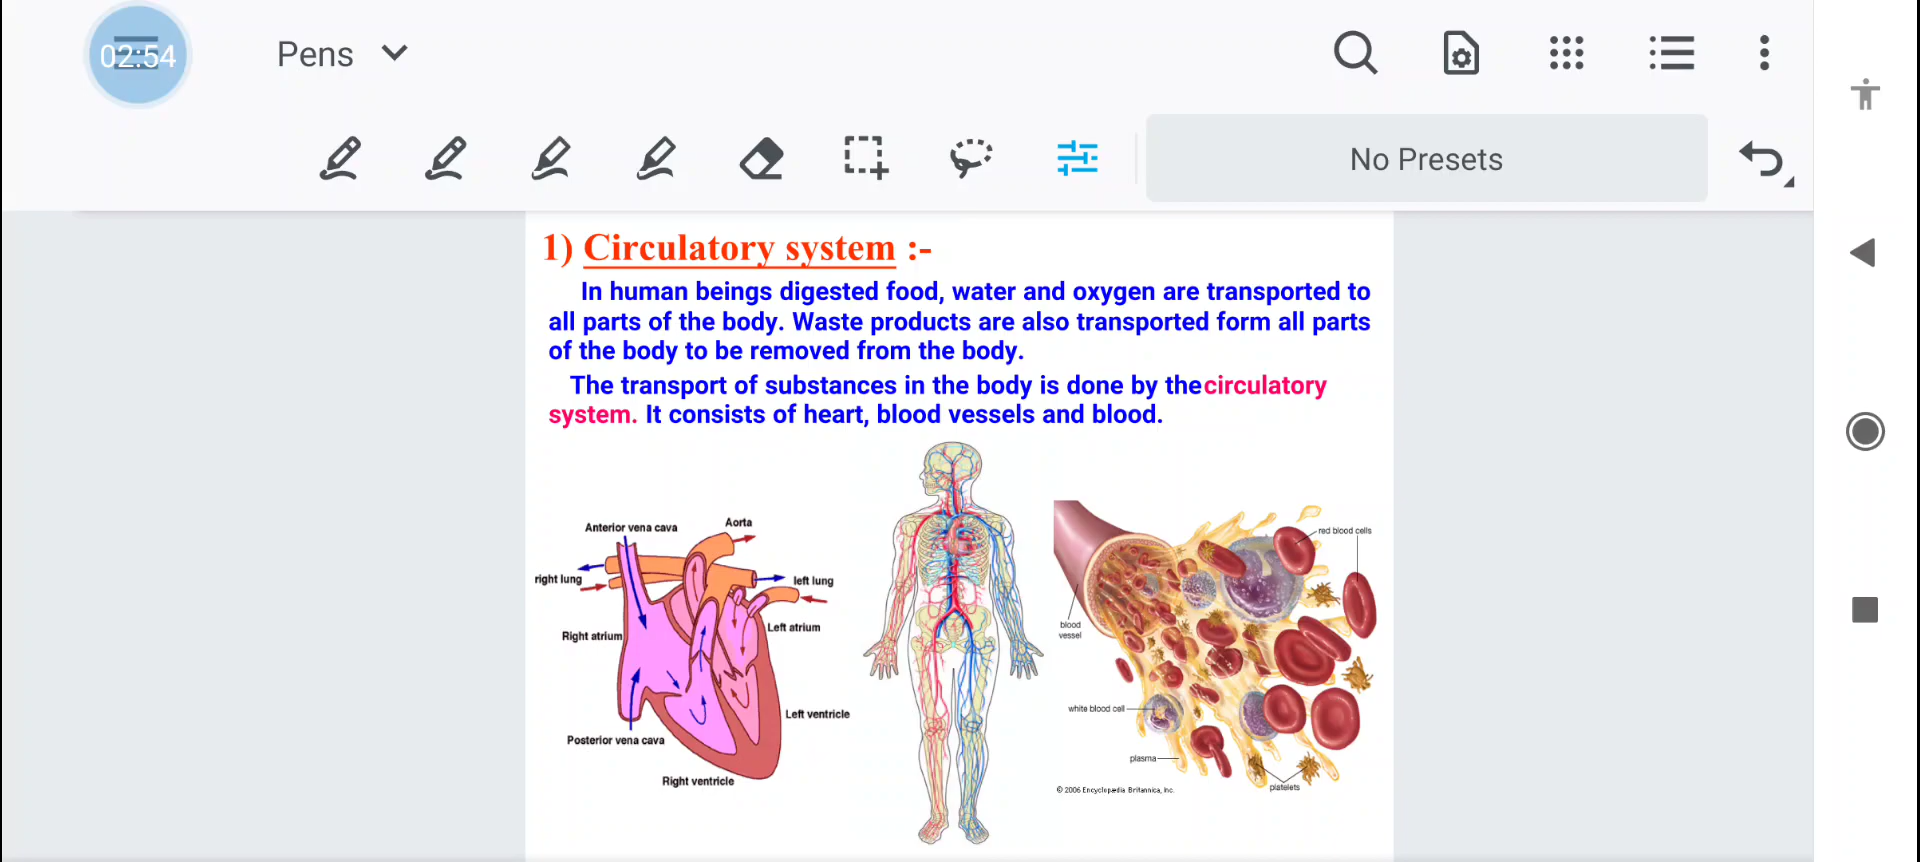 02:54
Pens
No Presets
1) Circulatory system :-
In human beings digested food, water and oxygen are transported to
all parts of the body. Waste products are also transported form all parts
of the body to be removed from the body.
The transport of substances in the body is done by thecirculatory
system. It consists of heart, blood vessels and blood.
Anterior vena cava
Aorta
right lung
left lung
Right atrium
Left atrium
Left ventricle
Posterior vena cava
Right ventricle
red blood cells
blood
vessel
white blood cell
plasma
platelets
© 2006 Encyclopædia Britannica, Inc.